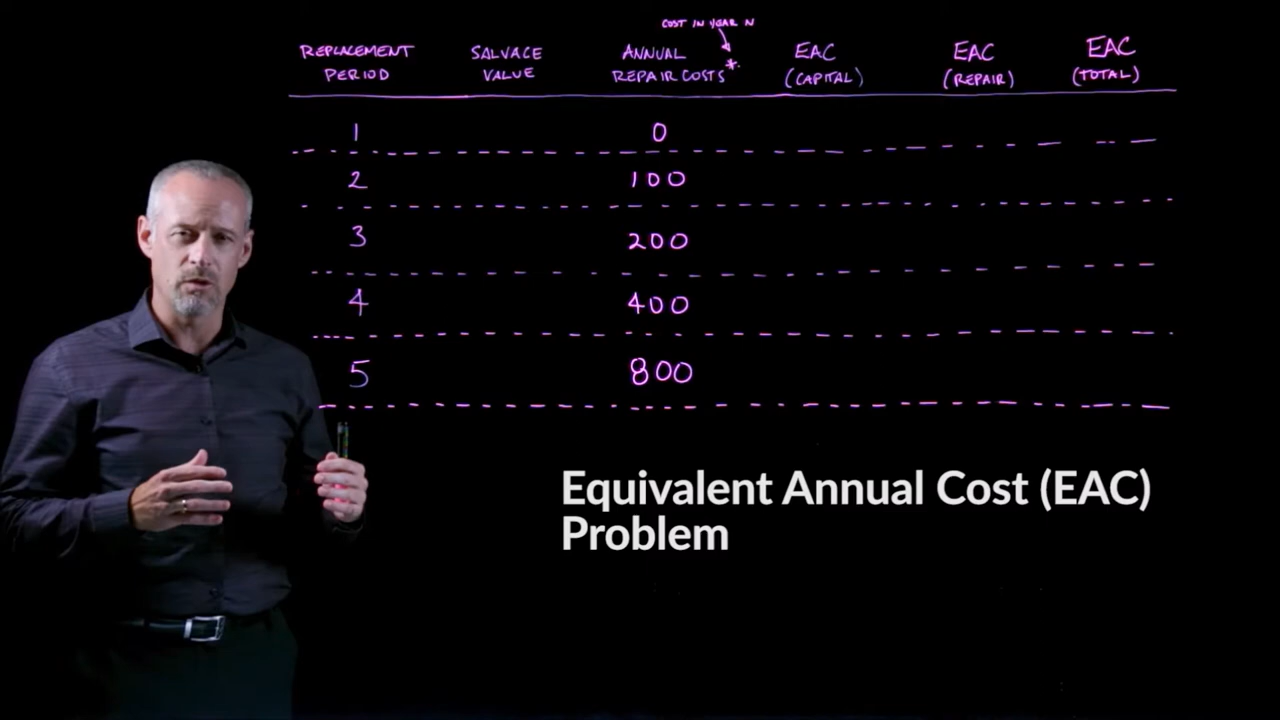 COST IN YEAR N
REPLACEMENT PERIOD
SALVAGE VALUE
ANNUAL REPAIR COSTS*
EAC (CAPITAL)
EAC (REPAIR)
EAC (TOTAL)
1 0
2 100
3 200
4 400
5 800
Equivalent Annual Cost (EAC)
Problem